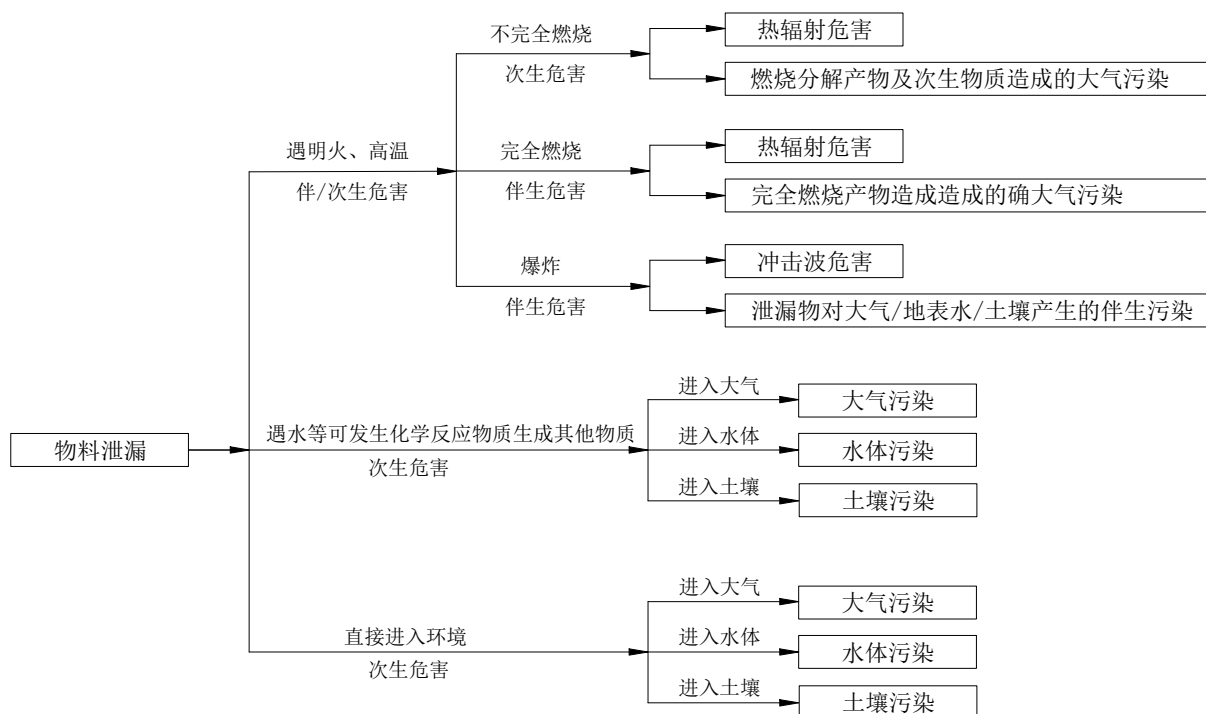 不完全燃烧
次生危害
热辐射危害
燃烧分解产物及次生物质造成的大气污染
遇明火、高温
伴/次生危害
完全燃烧
伴生危害
热辐射危害
完全燃烧产物造成造成的确大气污染
爆炸
伴生危害
冲击波危害
泄漏物对大气/地表水/土壤产生的伴生污染
物料泄漏
遇水等可发生化学反应物质生成其他物质
次生危害
进入大气
大气污染
进入水体
水体污染
进入土壤
土壤污染
直接进入环境
次生危害
进入大气
大气污染
进入水体
水体污染
进入土壤
土壤污染